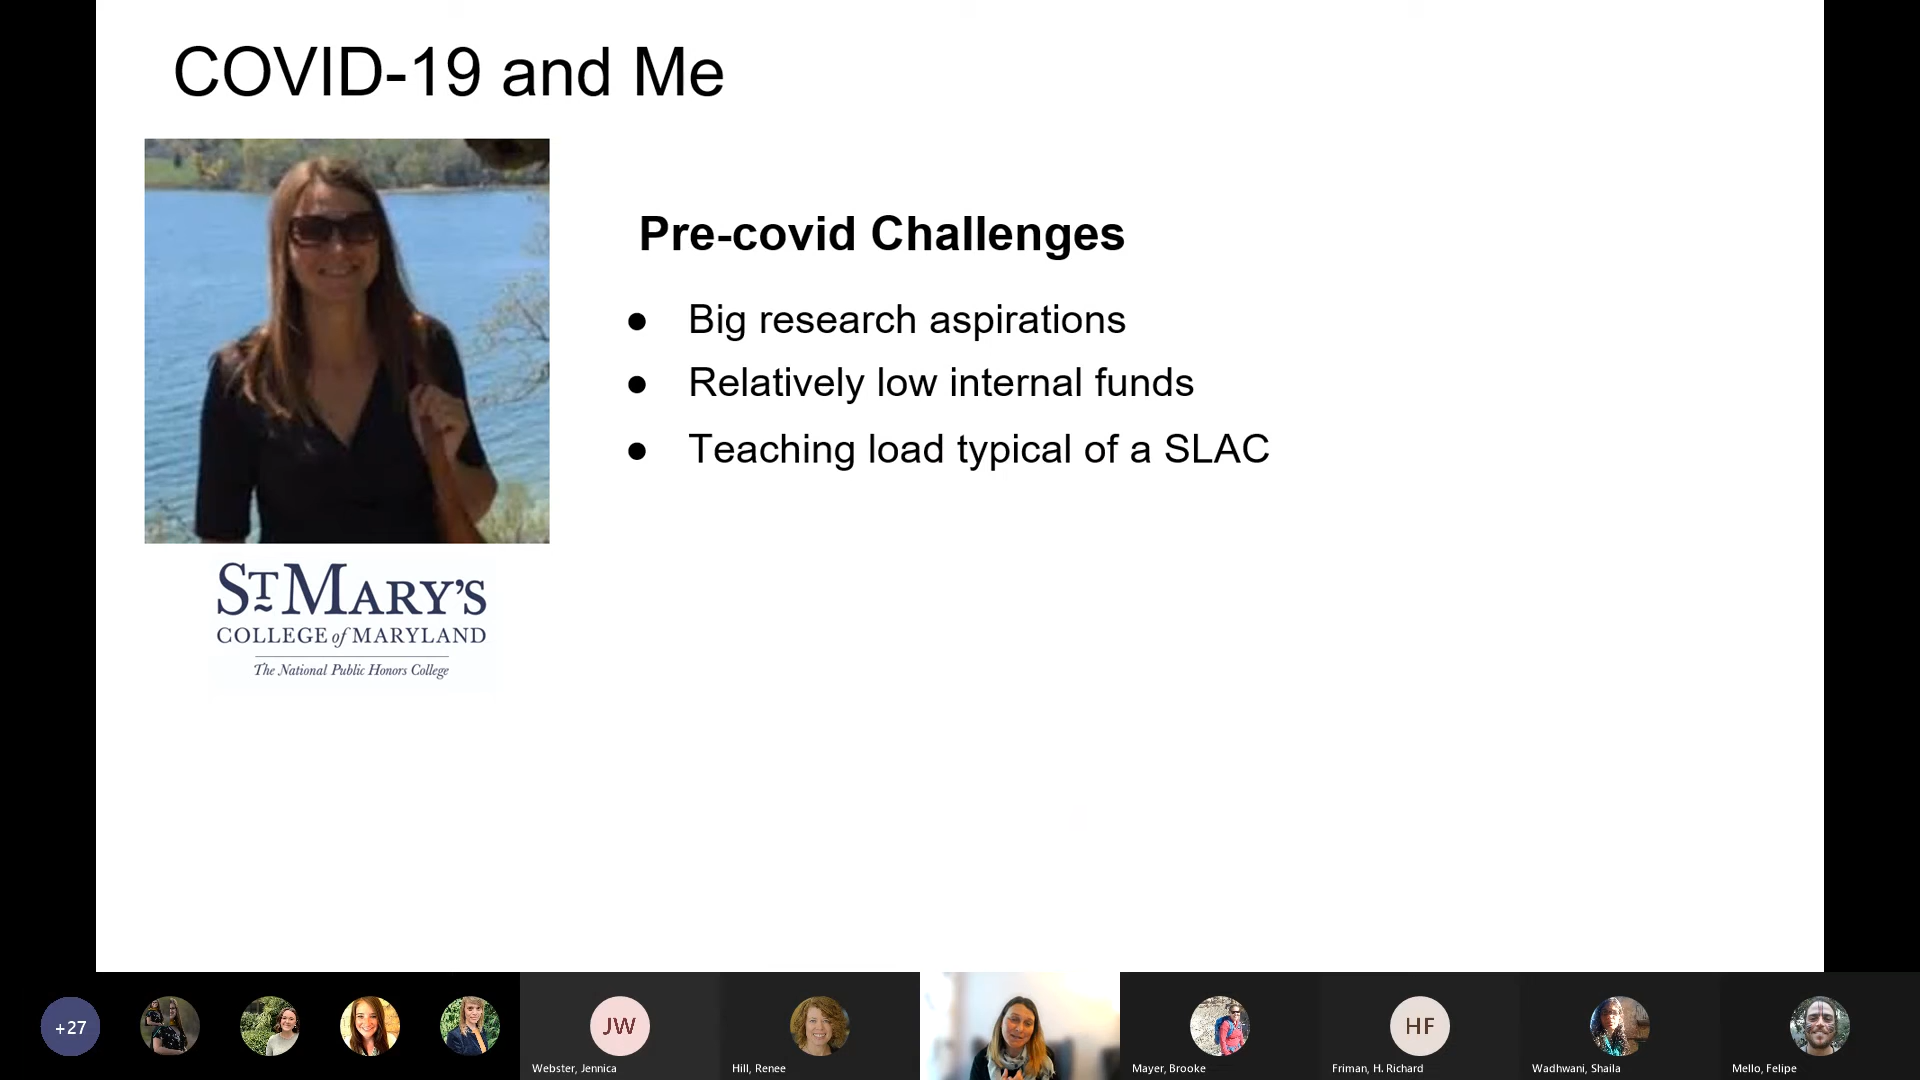 COVID-19 and Me
Pre-covid Challenges
● Big research aspirations
● Relatively low internal funds
● Teaching load typical of a SLAC
ST MARY'S
COLLEGE of MARYLAND
The National Public Honors College
+27
JW
Webster, Jennica
Hill, Renee
Mayer, Brooke
HF
Friman, H. Richard
Wadhwani, Shaila
Mello, Felipe